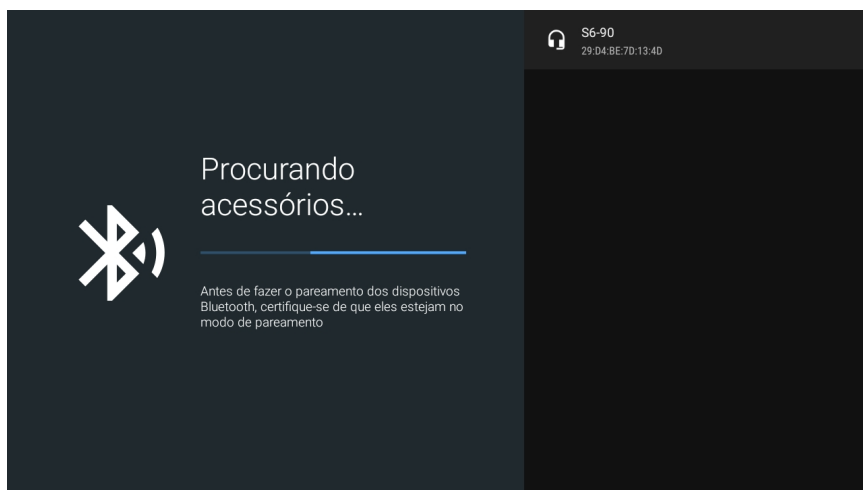 Procurando
acessórios...
Antes de fazer o pareamento dos dispositivos
Bluetooth, certifique-se de que eles estejam no
modo de pareamento
S6-90
29:D4:BE:7D:13:4D